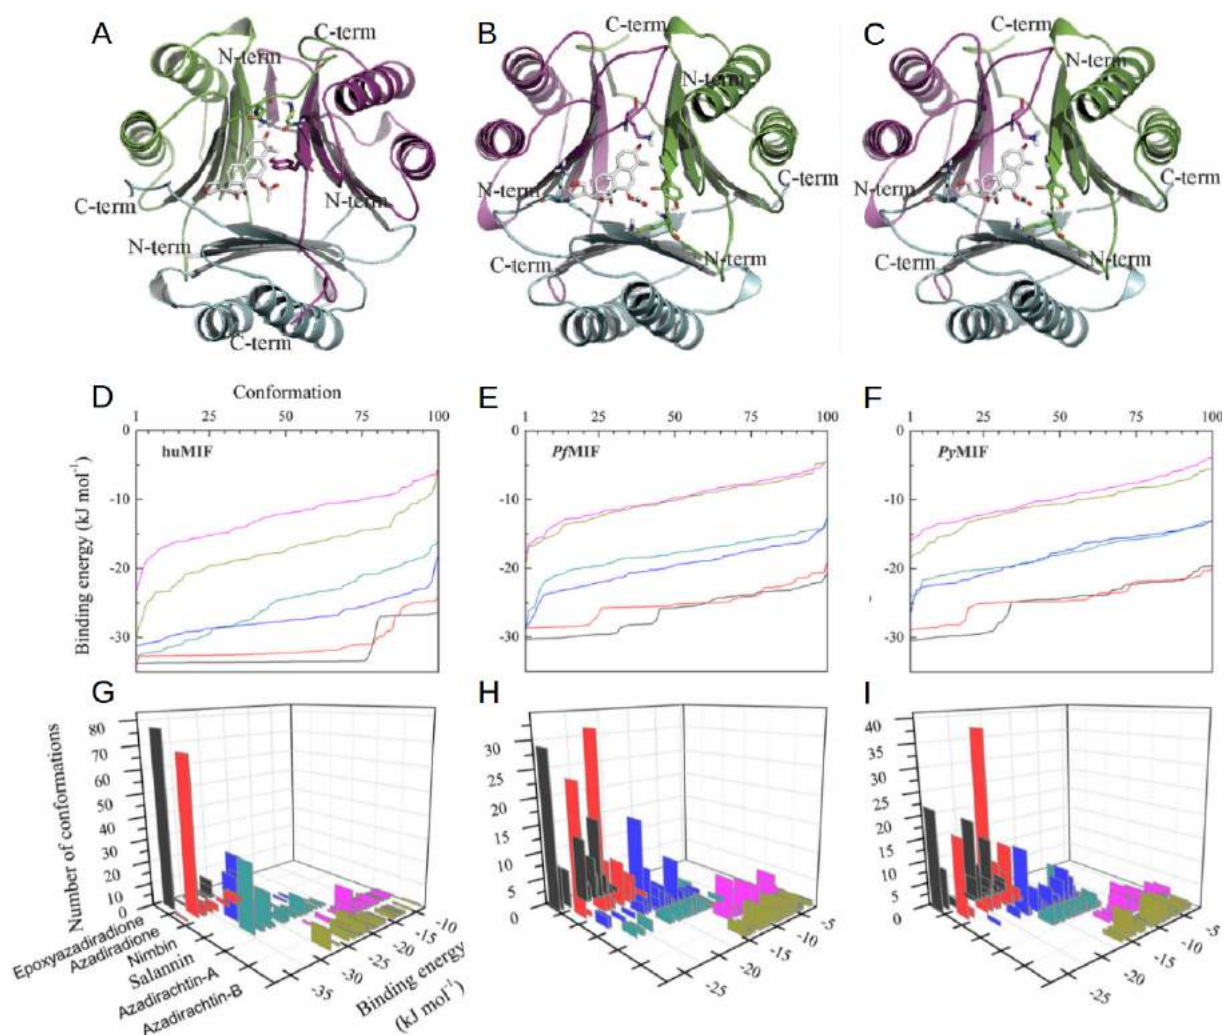 A
C-term
N-term
C-term
N-term
N-term
C-term
B
C-term
N-term
N-term
C-term
C-term
N-term
C
C-term
N-term
N-term
C-term
C-term
N-term
D
Conformation
1 25 50 75 100
huMIF
0
-10
-20
-30
Binding energy (kJ mol⁻¹)
E
1 25 50 75 100
PfMIF
0
-10
-20
-30
F
1 25 50 75 100
PyMIF
0
-10
-20
-30
G
Number of conformations
80
70
60
50
40
30
20
10
0
Epoxyazadiradione
Azadiradione
Nimbin
Salannin
Azadirachtin-A
Azadirachtin-B
-35
-30
-25
-20
-15
-10
Binding energy
(kJ mol⁻¹)
H
30
25
20
15
10
5
0
-25
-20
-15
-10
-5
I
40
35
30
25
20
15
10
5
0
-25
-20
-15
-10
-5